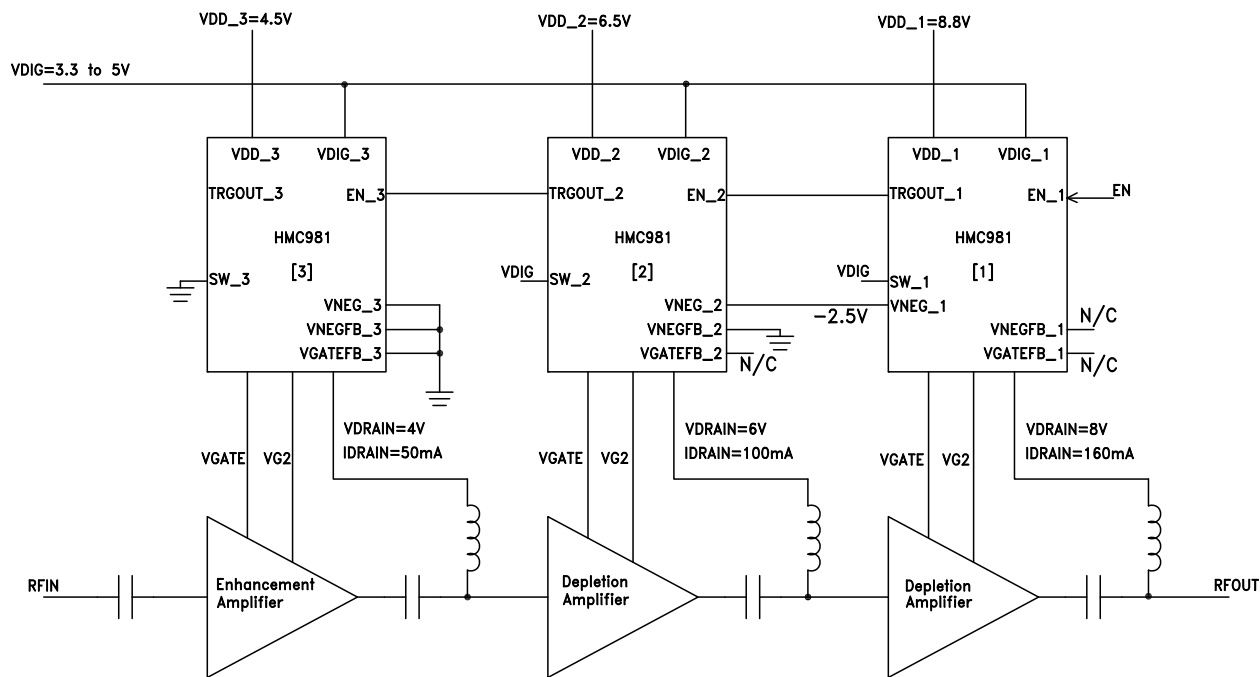 VDD_3=4.5V
VDD_2=6.5V
VDD_1=8.8V
VDIG=3.3 to 5V
VDD_3 VDIG_3
TRGOUT_3 EN_3
HMC981
[3]
SW_3
VNEG_3
VNEGFB_3
VGATEFB_3
VDD_2 VDIG_2
TRGOUT_2 EN_2
HMC981
[2]
VDIG SW_2
VNEG_2
VNEGFB_2
VGATEFB_2
N/C
VDD_1 VDIG_1
TRGOUT_1 EN_1 EN
HMC981
[1]
VDIG SW_1
-2.5V VNEG_1
VNEGFB_1 N/C
VGATEFB_1 N/C
VDRAIN=4V
IDRAIN=50mA
VGATE VG2
VDRAIN=6V
IDRAIN=100mA
VGATE VG2
VDRAIN=8V
IDRAIN=160mA
VGATE VG2
RFIN
Enhancement
Amplifier
Depletion
Amplifier
Depletion
Amplifier
RFOUT